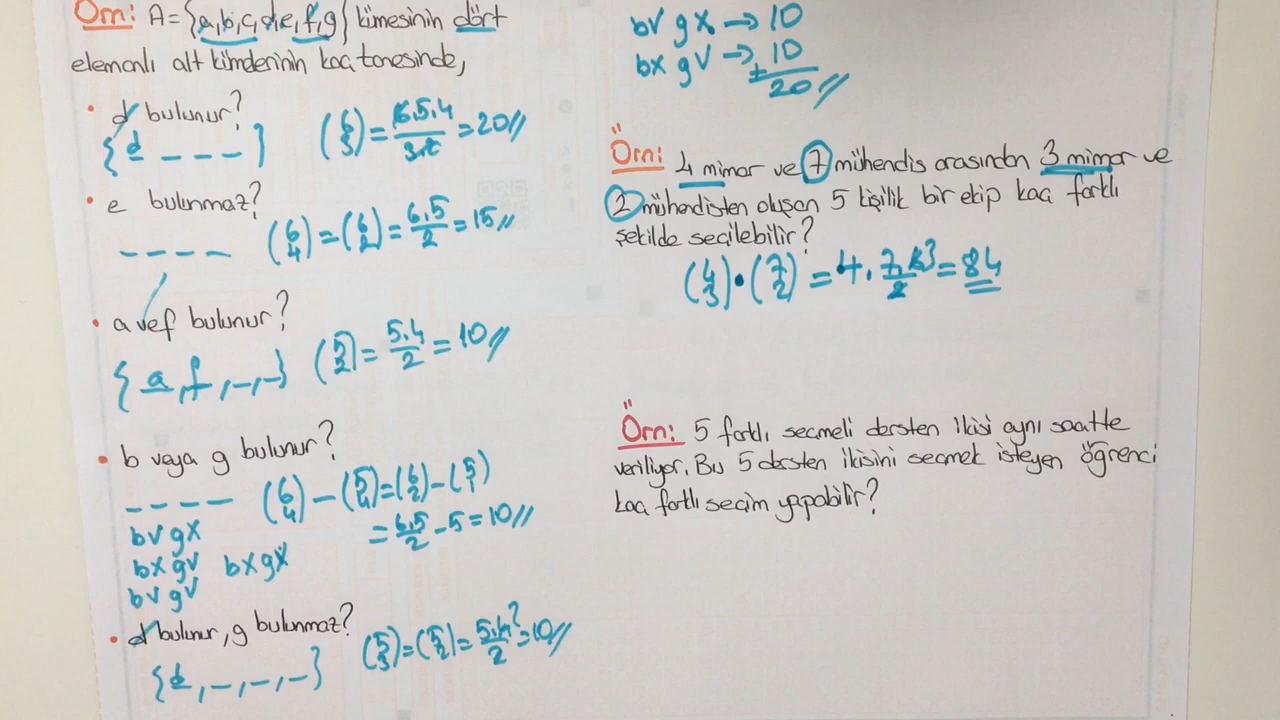 Örn: A={a,b,c,d,e,f,g} kümesinin dört
elemanlı alt kümelerinin kaç tanesinde,
• d bulunur?
{d _ _ _} (6 3) = 6.5.4/3.2 = 20//
• e bulunmaz?
_ _ _ _ (6 4) = (6 2) = 6.5/2 = 15//
• a ve f bulunur?
{a, f, _, _} (5 2) = 5.4/2 = 10//
• b veya g bulunur?
_ _ _ _ (6 4) - (5 4) = (6 2) - (5 1)
= 6.5/2 - 5 = 10//
b✓ g✗
b✗ g✓ b✗ g✗
b✓ g✓
• d bulunur, g bulunmaz?
{d, _, _, _} (5 3) = (5 2) = 5.4²/2 = 10//
b✓ g✗ → 10
b✗ g✓ → 10
+ 20//
Örn: 4 mimar ve 7 mühendis arasından 3 mimar ve
2 mühendisten oluşan 5 kişilik bir ekip kaç farklı
şekilde seçilebilir?
(4 3) • (7 2) = 4. 7.6³/2 = 84
Örn: 5 farklı seçmeli dersten ikisi aynı saatte
veriliyor. Bu 5 dersten ikisini seçmek isteyen öğrenci
kaç farklı seçim yapabilir?